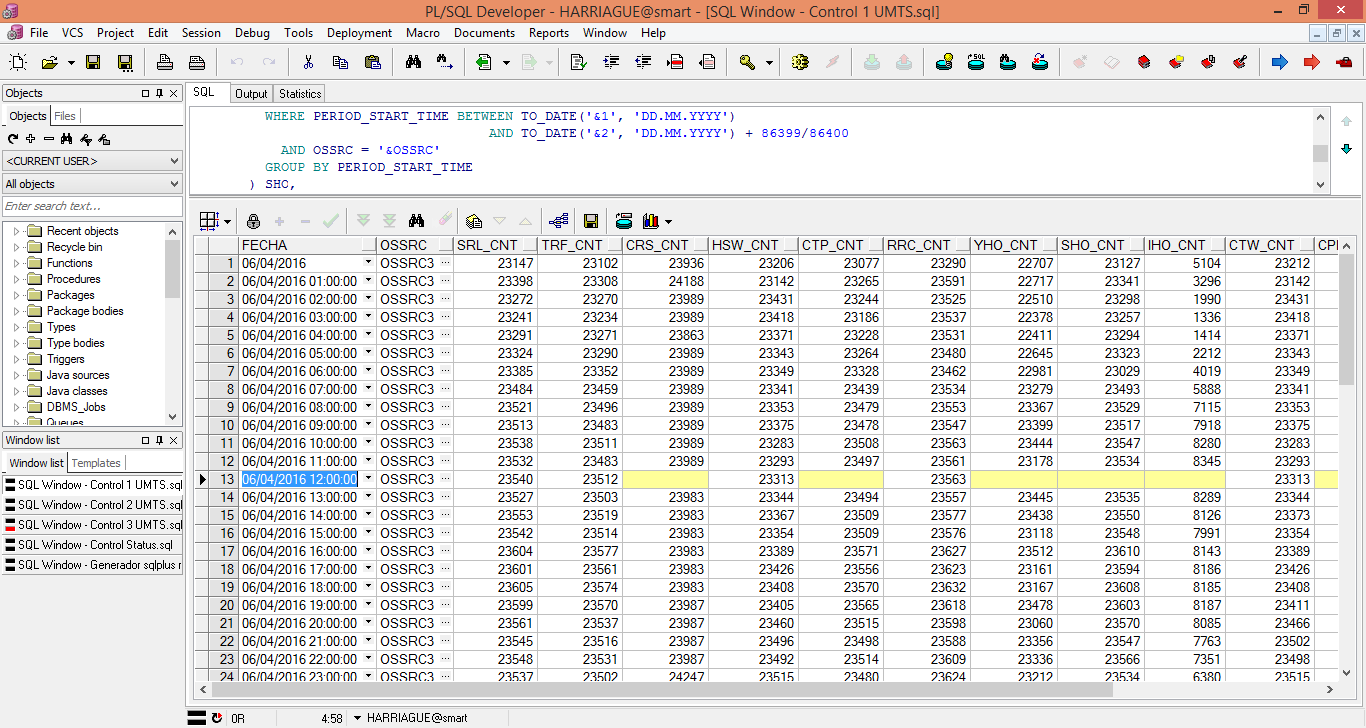 PL/SQL Developer - HARRIAGUE@smart - [SQL Window - Control 1 UMTS.sql]
File VCS Project Edit Session Debug Tools Deployment Macro Documents Reports Window Help
Objects
Objects Files
<CURRENT USER>
All objects
Enter search text...
Recent objects
Recycle bin
Functions
Procedures
Packages
Package bodies
Types
Type bodies
Triggers
Java sources
Java classes
DBMS_Jobs
Queues
Window list
Window list Templates
SQL Window - Control 1 UMTS.sql
SQL Window - Control 2 UMTS.sql
SQL Window - Control 3 UMTS.sql
SQL Window - Control Status.sql
SQL Window - Generador sqlplus r
SQL Output Statistics
WHERE PERIOD_START_TIME BETWEEN TO_DATE('&1', 'DD.MM.YYYY')
AND TO_DATE('&2', 'DD.MM.YYYY') + 86399/86400
AND OSSRC = '&OSSRC'
GROUP BY PERIOD_START_TIME
) SHO,
FECHA OSSRC SRL_CNT TRF_CNT CRS_CNT HSW_CNT CTP_CNT RRC_CNT YHO_CNT SHO_CNT IHO_CNT CTW_CNT CPI
1 06/04/2016 OSSRC3 ... 23147 23102 23936 23206 23077 23290 22707 23127 5104 23212
2 06/04/2016 01:00:00 OSSRC3 ... 23398 23308 24188 23142 23265 23591 22717 23341 3296 23142
3 06/04/2016 02:00:00 OSSRC3 ... 23272 23270 23989 23431 23244 23525 22510 23298 1990 23431
4 06/04/2016 03:00:00 OSSRC3 ... 23241 23234 23989 23418 23186 23537 22378 23257 1336 23418
5 06/04/2016 04:00:00 OSSRC3 ... 23291 23271 23863 23371 23228 23531 22411 23294 1414 23371
6 06/04/2016 05:00:00 OSSRC3 ... 23324 23290 23989 23343 23264 23480 22645 23323 2212 23343
7 06/04/2016 06:00:00 OSSRC3 ... 23385 23352 23989 23349 23328 23462 22981 23029 4019 23349
8 06/04/2016 07:00:00 OSSRC3 ... 23484 23459 23989 23341 23439 23534 23279 23493 5888 23341
9 06/04/2016 08:00:00 OSSRC3 ... 23521 23496 23989 23353 23479 23553 23367 23529 7115 23353
10 06/04/2016 09:00:00 OSSRC3 ... 23513 23483 23989 23375 23478 23547 23399 23517 7918 23375
11 06/04/2016 10:00:00 OSSRC3 ... 23538 23511 23989 23283 23508 23563 23444 23547 8280 23283
12 06/04/2016 11:00:00 OSSRC3 ... 23532 23483 23989 23293 23497 23561 23178 23534 8345 23293
13 06/04/2016 12:00:00 OSSRC3 ... 23540 23512 23313 23563 23313
14 06/04/2016 13:00:00 OSSRC3 ... 23527 23503 23983 23344 23494 23557 23445 23535 8289 23344
15 06/04/2016 14:00:00 OSSRC3 ... 23553 23519 23983 23367 23509 23577 23438 23550 8126 23373
16 06/04/2016 15:00:00 OSSRC3 ... 23542 23514 23983 23354 23509 23576 23118 23548 7991 23354
17 06/04/2016 16:00:00 OSSRC3 ... 23604 23577 23983 23389 23571 23627 23512 23610 8143 23389
18 06/04/2016 17:00:00 OSSRC3 ... 23601 23561 23983 23426 23556 23623 23161 23594 8186 23426
19 06/04/2016 18:00:00 OSSRC3 ... 23605 23574 23983 23408 23570 23632 23167 23608 8185 23408
20 06/04/2016 19:00:00 OSSRC3 ... 23599 23570 23987 23405 23565 23618 23478 23603 8187 23411
21 06/04/2016 20:00:00 OSSRC3 ... 23561 23537 23987 23460 23515 23598 23060 23570 8085 23466
22 06/04/2016 21:00:00 OSSRC3 ... 23545 23516 23987 23496 23498 23588 23356 23547 7763 23502
23 06/04/2016 22:00:00 OSSRC3 ... 23548 23531 23987 23492 23514 23609 23336 23566 7351 23498
24 06/04/2016 23:00:00 OSSRC3 ... 23537 23502 24247 23515 23480 23624 23212 23534 6380 23515
0R 4:58 HARRIAGUE@smart